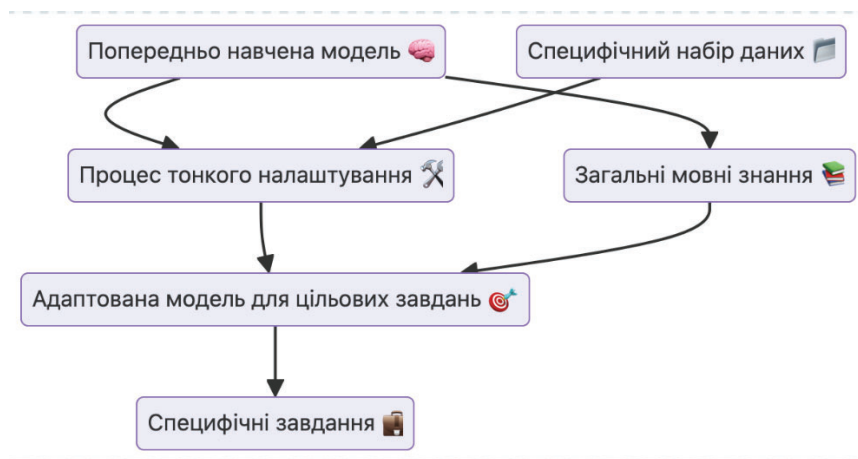 Попередньо навчена модель 🧠
Специфічний набір даних 📁
Процес тонкого налаштування 🛠️
Загальні мовні знання 📚
Адаптована модель для цільових завдань 🎯
Специфічні завдання 💼